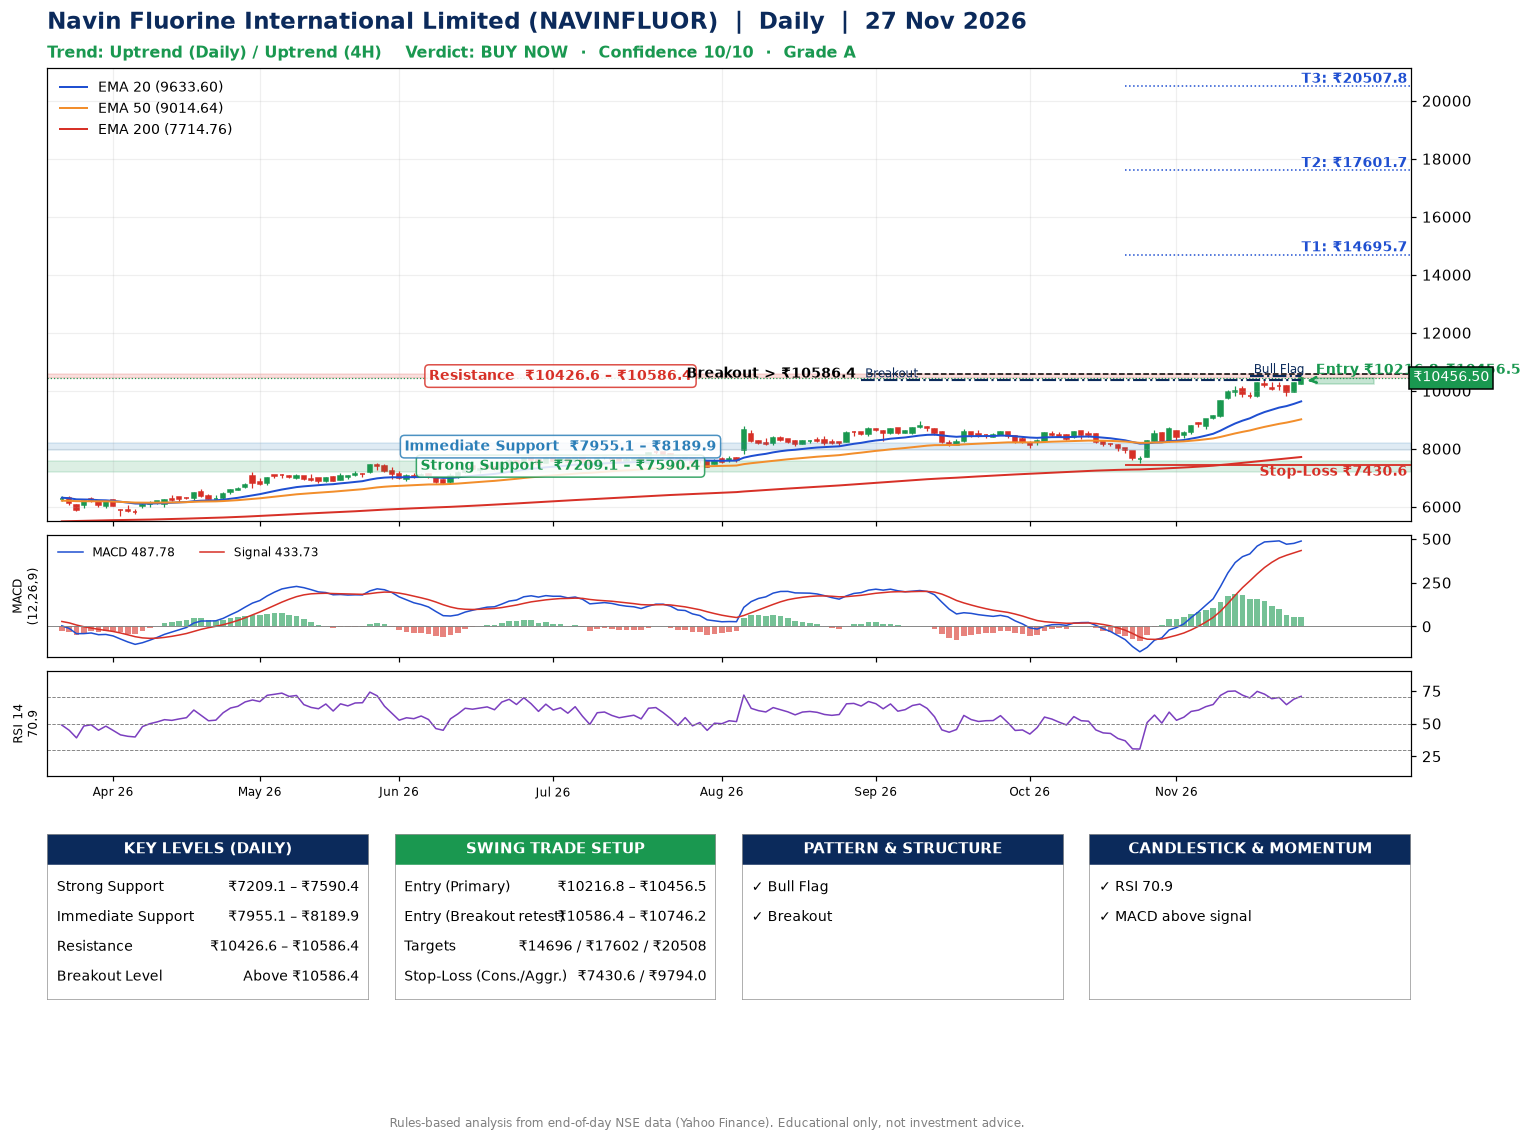 Navin Fluorine International Limited (NAVINFLUOR) | Daily | 27 Nov 2026
Trend: Uptrend (Daily) / Uptrend (4H) Verdict: BUY NOW · Confidence 10/10 · Grade A
EMA 20 (9633.60)
EMA 50 (9014.64)
EMA 200 (7714.76)
T3: ₹20507.8
T2: ₹17601.7
T1: ₹14695.7
20000
18000
16000
14000
12000
10000
8000
6000
Resistance ₹10426.6 – ₹10586.4
Breakout > ₹10586.4
Breakout
Bull Flag
Entry ₹10216.8–₹10456.5
₹10456.50
Immediate Support ₹7955.1 – ₹8189.9
Strong Support ₹7209.1 – ₹7590.4
Stop-Loss ₹7430.6
MACD 487.78
Signal 433.73
MACD
(12,26,9)
500
250
0
RSI 14
70.9
75
50
25
Apr 26 May 26 Jun 26 Jul 26 Aug 26 Sep 26 Oct 26 Nov 26
KEY LEVELS (DAILY)
Strong Support ₹7209.1 – ₹7590.4
Immediate Support ₹7955.1 – ₹8189.9
Resistance ₹10426.6 – ₹10586.4
Breakout Level Above ₹10586.4
SWING TRADE SETUP
Entry (Primary) ₹10216.8 – ₹10456.5
Entry (Breakout retest) ₹10586.4 – ₹10746.2
Targets ₹14696 / ₹17602 / ₹20508
Stop-Loss (Cons./Aggr.) ₹7430.6 / ₹9794.0
PATTERN & STRUCTURE
✓ Bull Flag
✓ Breakout
CANDLESTICK & MOMENTUM
✓ RSI 70.9
✓ MACD above signal
Rules-based analysis from end-of-day NSE data (Yahoo Finance). Educational only, not investment advice.